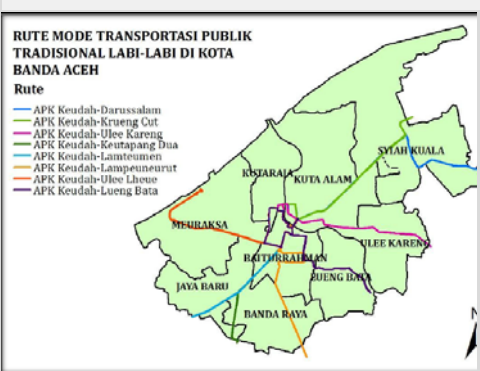 RUTE MODE TRANSPORTASI PUBLIK
TRADISIONAL LABI-LABI DI KOTA
BANDA ACEH
Rute
APK Keudah-Darussalam
APK Keudah-Krueng Cut
APK Keudah-Ulee Kareng
APK Keudah-Keutapang Dua
APK Keudah-Lamteumen
APK Keudah-Lampeuneurut
APK Keudah-Ulee Lheue
APK Keudah-Lueng Bata
SYIAH KUALA
KUTARAJA
KUTA ALAM
MEURAKSA
ULEE KARENG
BAITURRAHMAN
LUENG BATA
JAYA BARU
BANDA RAYA
N